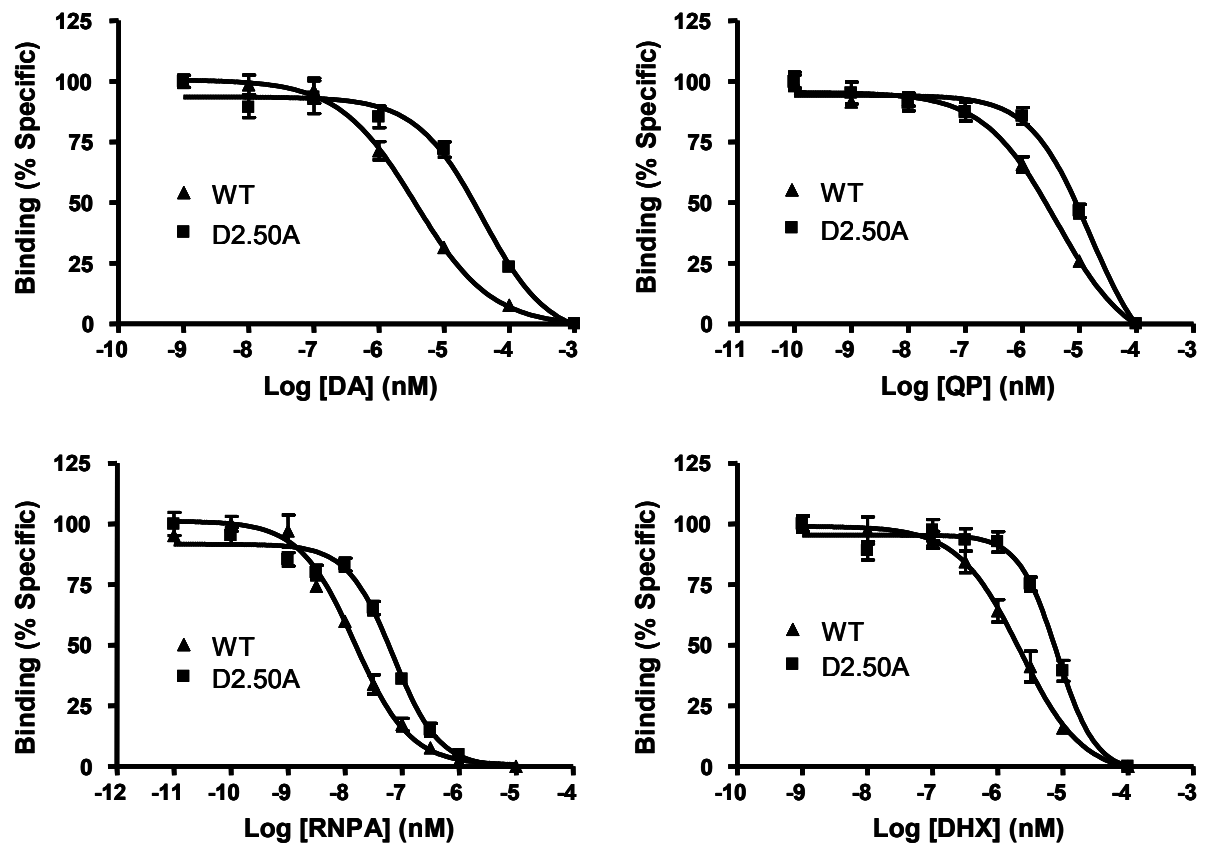 125
100
75
50
25
0
Binding (% Specific)
WT
D2.50A
-10 -9 -8 -7 -6 -5 -4 -3
Log [DA] (nM)
125
100
75
50
25
0
Binding (% Specific)
WT
D2.50A
-11 -10 -9 -8 -7 -6 -5 -4 -3
Log [QP] (nM)
125
100
75
50
25
0
Binding (% Specific)
WT
D2.50A
-12 -11 -10 -9 -8 -7 -6 -5 -4
Log [RNPA] (nM)
125
100
75
50
25
0
Binding (% Specific)
WT
D2.50A
-10 -9 -8 -7 -6 -5 -4 -3
Log [DHX] (nM)